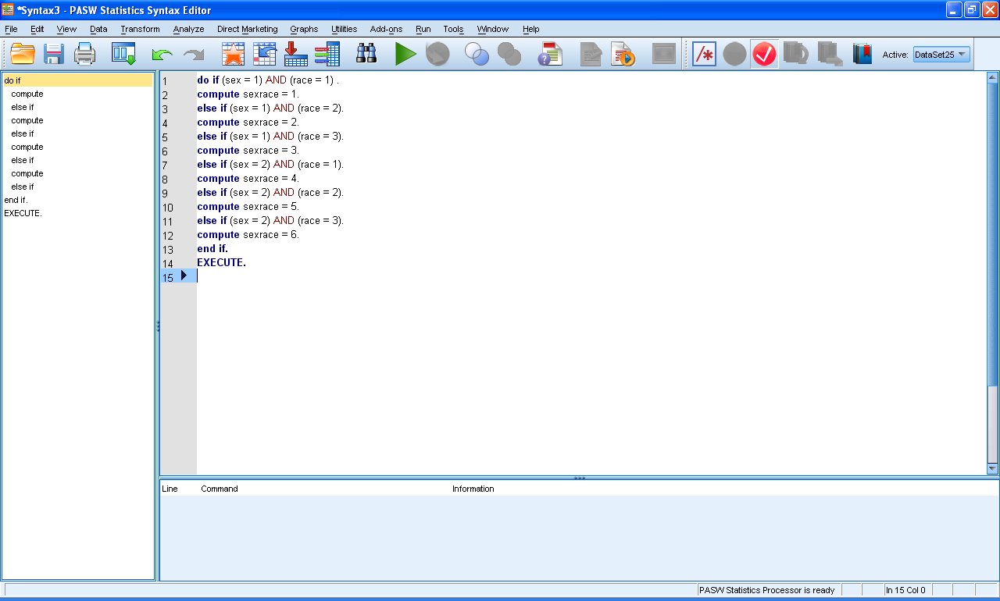 *Syntax3 - PASW Statistics Syntax Editor
File Edit View Data Transform Analyze Direct Marketing Graphs Utilities Add-ons Run Tools Window Help
/* Active: DataSet25
do if
compute
else if
compute
else if
compute
else if
compute
else if
end if.
EXECUTE.
1 do if (sex = 1) AND (race = 1) .
2 compute sexrace = 1.
3 else if (sex = 1) AND (race = 2).
4 compute sexrace = 2.
5 else if (sex = 1) AND (race = 3).
6 compute sexrace = 3.
7 else if (sex = 2) AND (race = 1).
8 compute sexrace = 4.
9 else if (sex = 2) AND (race = 2).
10 compute sexrace = 5.
11 else if (sex = 2) AND (race = 3).
12 compute sexrace = 6.
13 end if.
14 EXECUTE.
15
Line Command Information
PASW Statistics Processor is ready In 15 Col 0